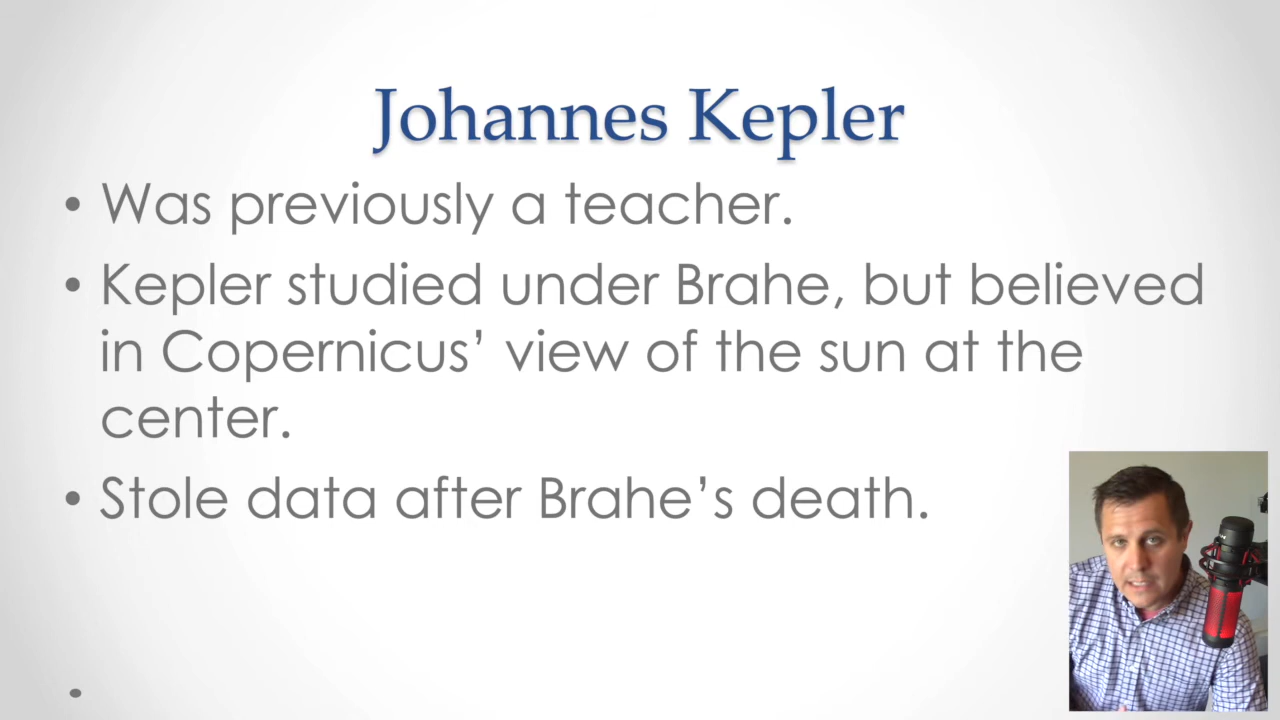 Johannes Kepler
• Was previously a teacher.
• Kepler studied under Brahe, but believed
in Copernicus’ view of the sun at the
center.
• Stole data after Brahe’s death.